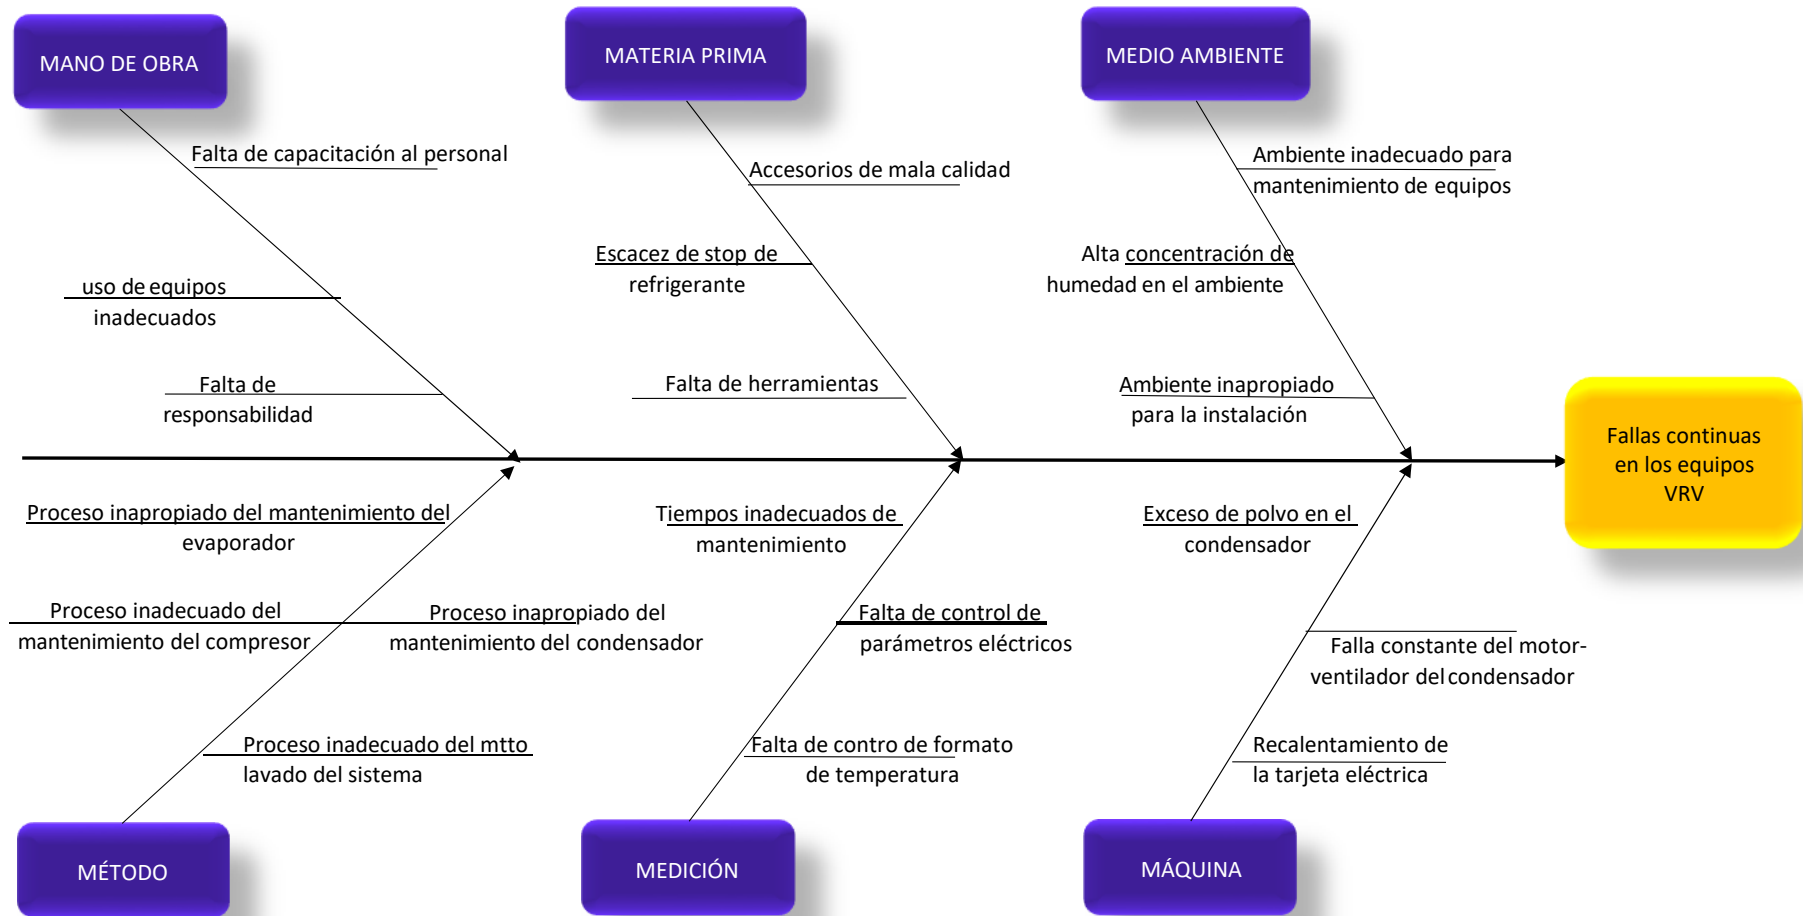 MANO DE OBRA
MATERIA PRIMA
MEDIO AMBIENTE
Falta de capacitación al personal
uso de equipos
inadecuados
Falta de
responsabilidad
Accesorios de mala calidad
Escacez de stop de
refrigerante
Falta de herramientas
Ambiente inadecuado para
mantenimiento de equipos
Alta concentración de
humedad en el ambiente
Ambiente inapropiado
para la instalación
Fallas continuas
en los equipos
VRV
Proceso inapropiado del mantenimiento del
evaporador
Proceso inadecuado del
mantenimiento del compresor
Proceso inapropiado del
mantenimiento del condensador
Proceso inadecuado del mtto
lavado del sistema
Tiempos inadecuados de
mantenimiento
Falta de control de
parámetros eléctricos
Falta de contro de formato
de temperatura
Exceso de polvo en el
condensador
Falla constante del motor-
ventilador del condensador
Recalentamiento de
la tarjeta eléctrica
MÉTODO
MEDICIÓN
MÁQUINA